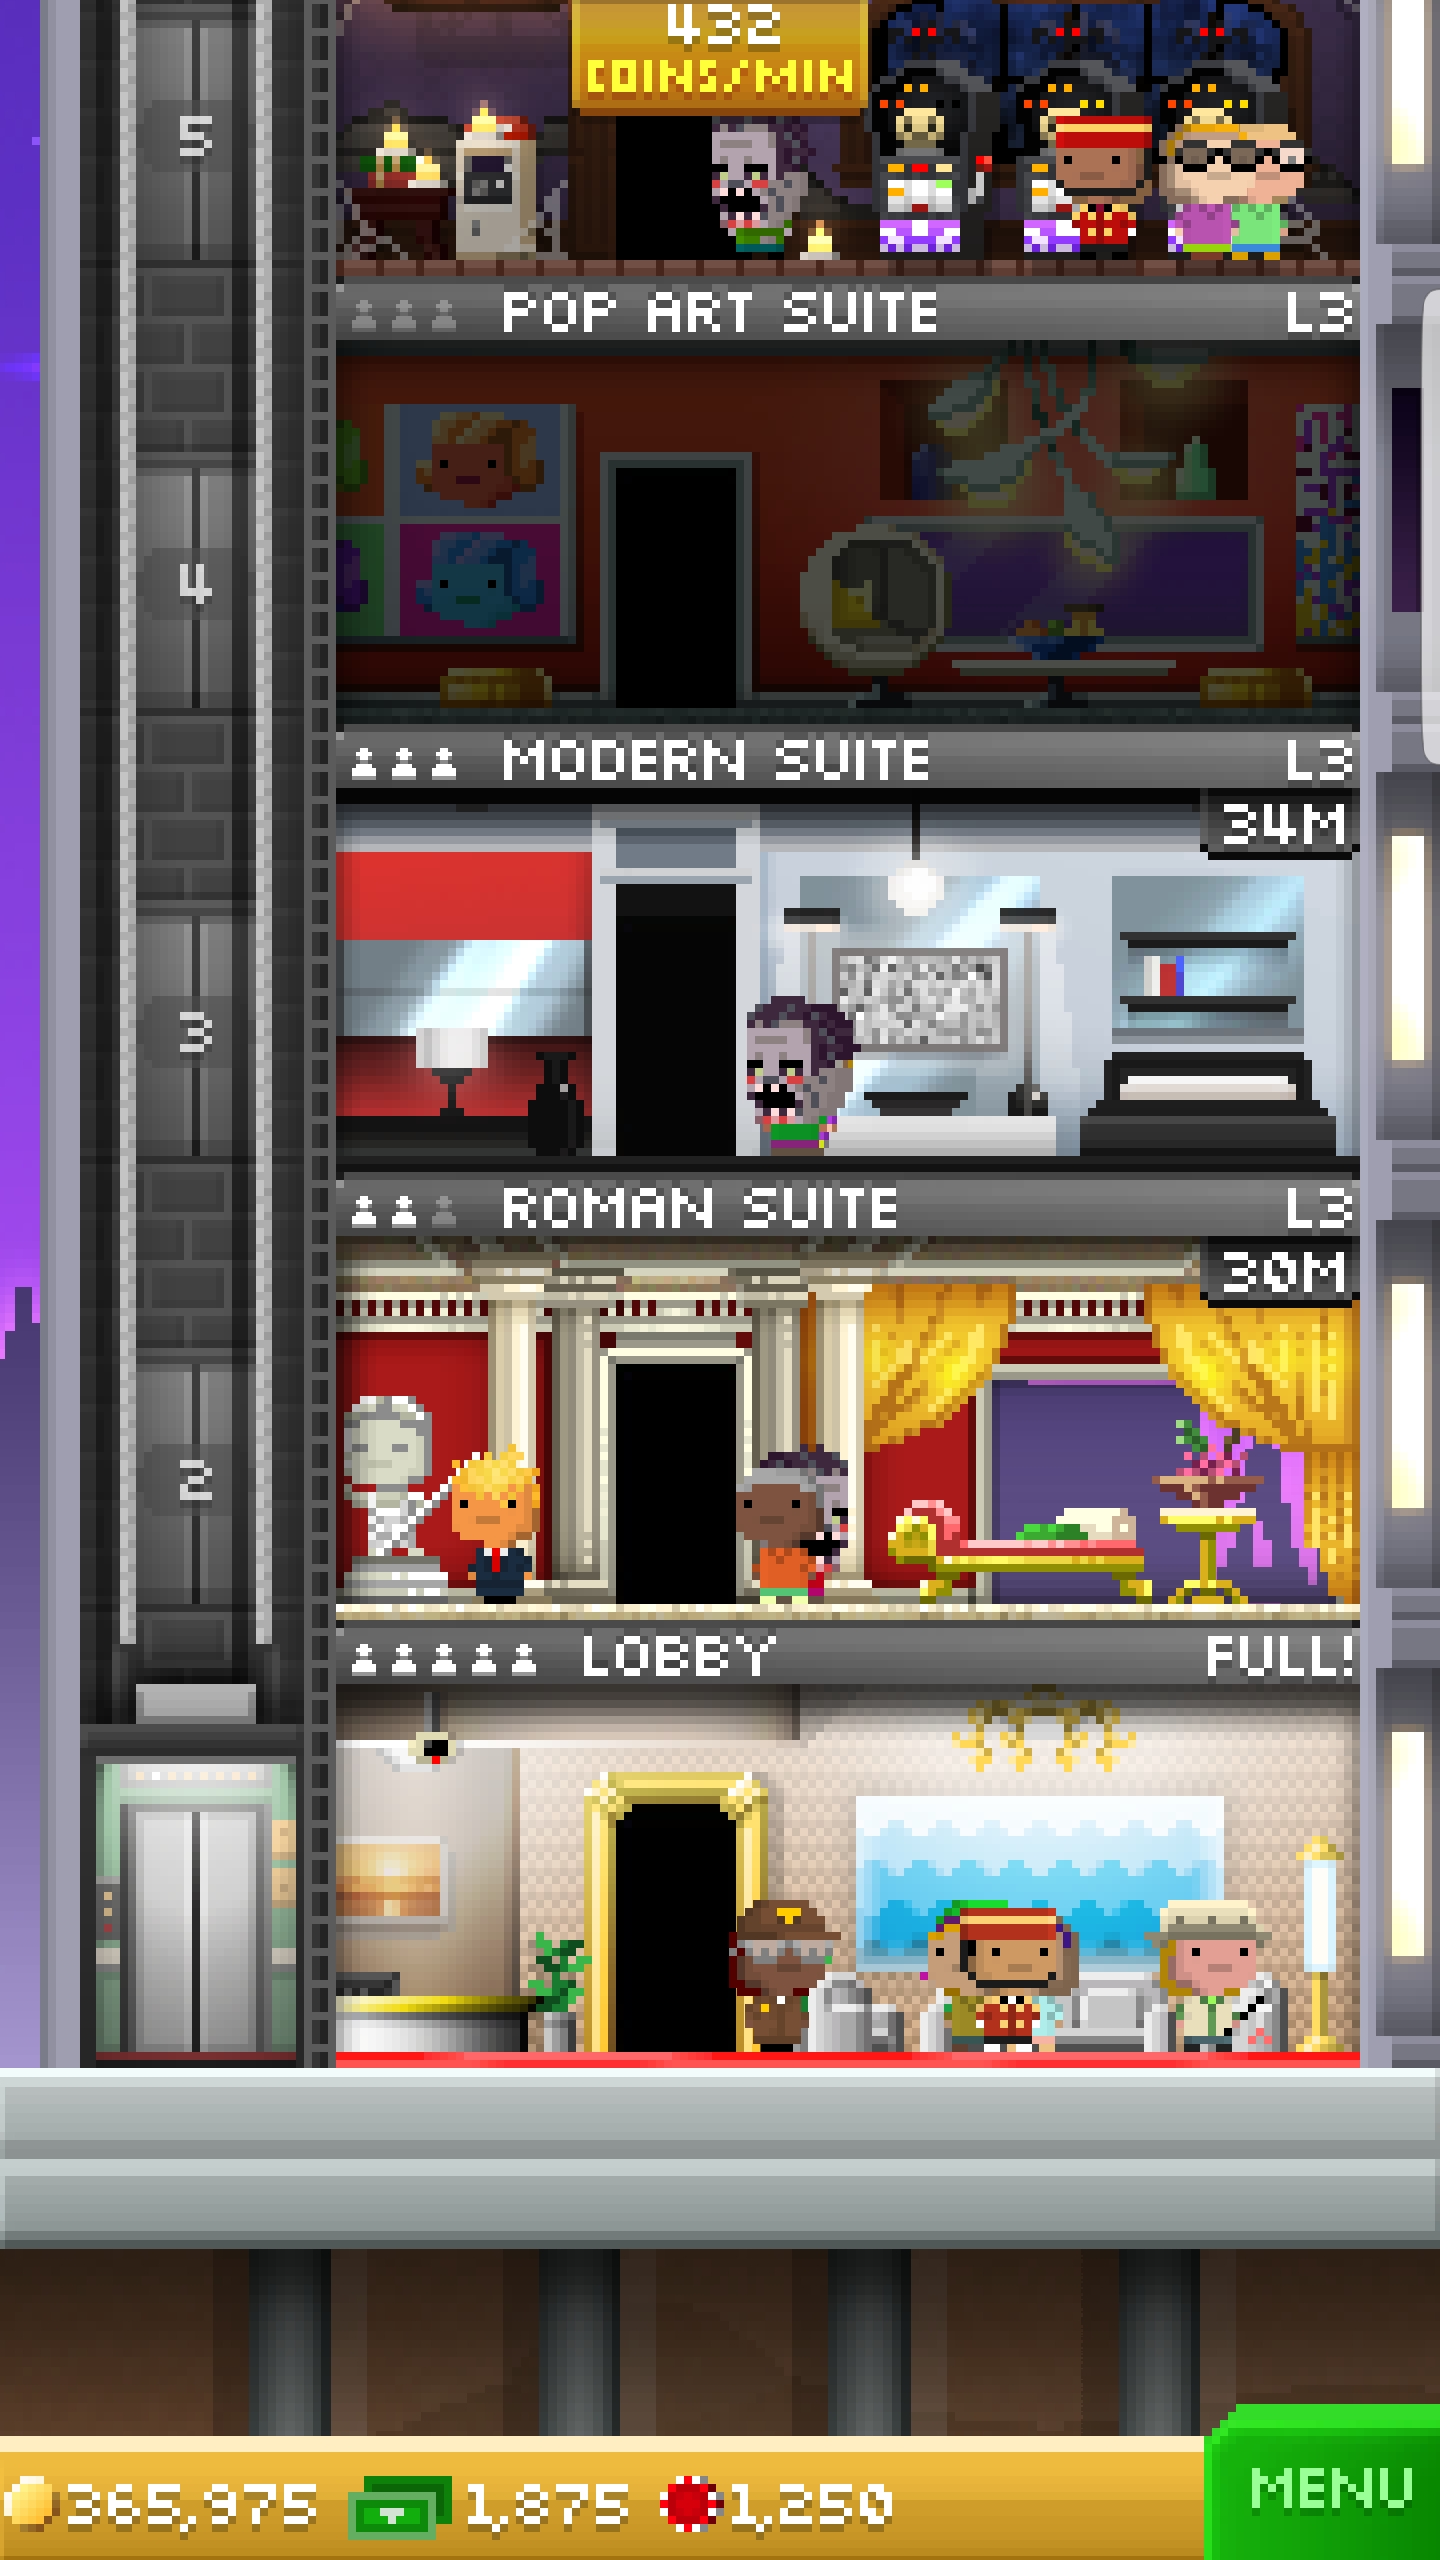 432
COINS/MIN
5
POP ART SUITE L3
4
MODERN SUITE L3
34M
3
ROMAN SUITE L3
30M
2
LOBBY FULL!
365,975 1,875 1,250 MENU